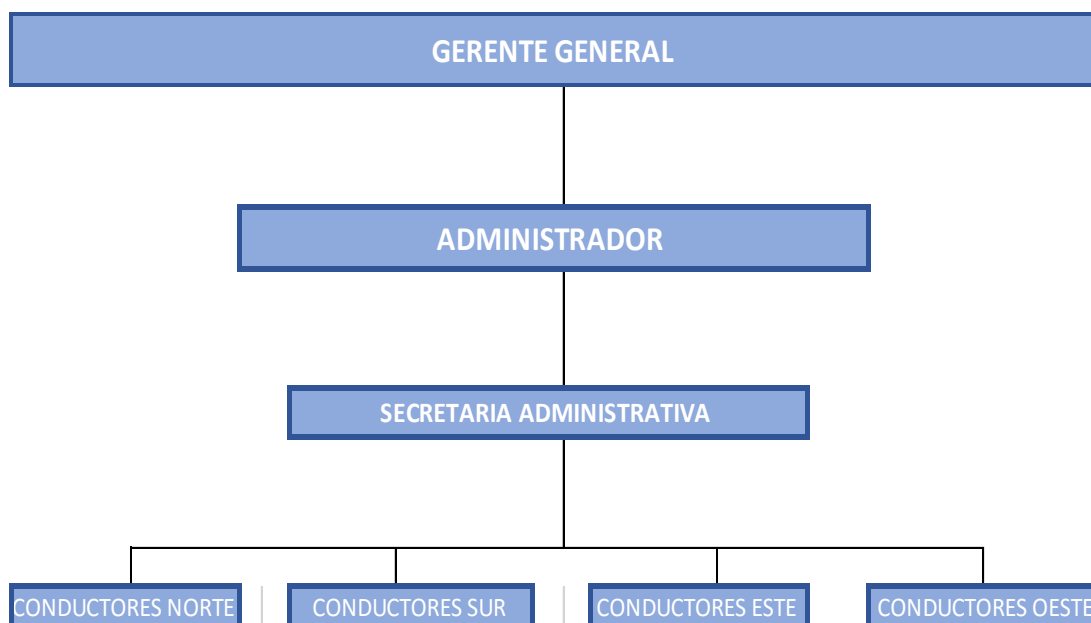 GERENTE GENERAL
ADMINISTRADOR
SECRETARIA ADMINISTRATIVA
CONDUCTORES NORTE
CONDUCTORES SUR
CONDUCTORES ESTE
CONDUCTORES OESTE